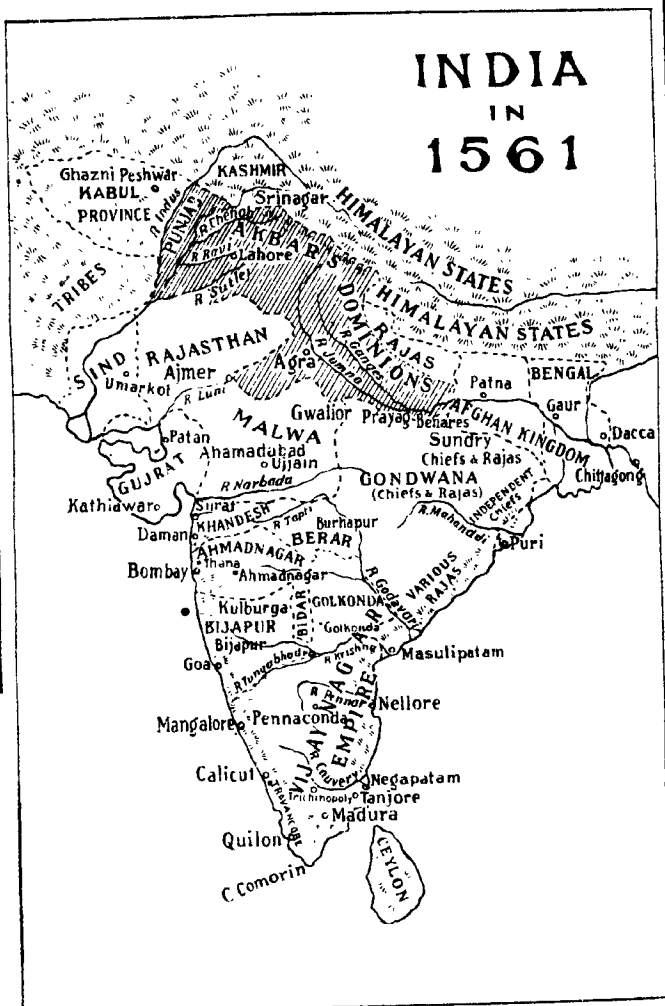 INDIA
IN
1561
KASHMIR
Ghazni Peshwar
KABUL
PROVINCE
Srinagar
R Indus
PUNJAB
R Chenab
R Ravi
Lahore
R Sutlej
AKBARS
DOMINIONS
HIMALAYAN STATES
HIMALAYAN STATES
TRIBES
RAJAS
R Ganges
R Jumna
SIND
RAJASTHAN
Ajmer
Umarkot
R Luni
Agra
Patna
BENGAL
Gaur
Dacca
Chittagong
AFGHAN KINGDOM
Gwalior
Prayag
Benares
MALWA
Patan
Ahamadabad
Ujjain
GUJRAT
Kathiawar
R Narbada
Sundry
Chiefs & Rajas
GONDWANA
(Chiefs & Rajas)
INDEPENDENT
Chiefs
Surat
KHANDESH
R Tapti
Burhapur
BERAR
R. Mahanddi
Puri
Daman
AHMADNAGAR
Thana
Ahmadnagar
Bombay
R Godavari
VARIOUS
RAJAS
Kulburga
BIDAR
GOLKONDA
Golkonda
BIJAPUR
Bijapur
R Krishna
Masulipatam
Goa
R Tungabhadra
VIJAYNAGAR
EMPIRE
R Pennar
Nellore
Pennaconda
Mangalore
R Cauvery
Calicut
TRAVANCORE
Negapatam
Trichinopoly
Tanjore
Madura
Quilon
C Comorin
CEYLON